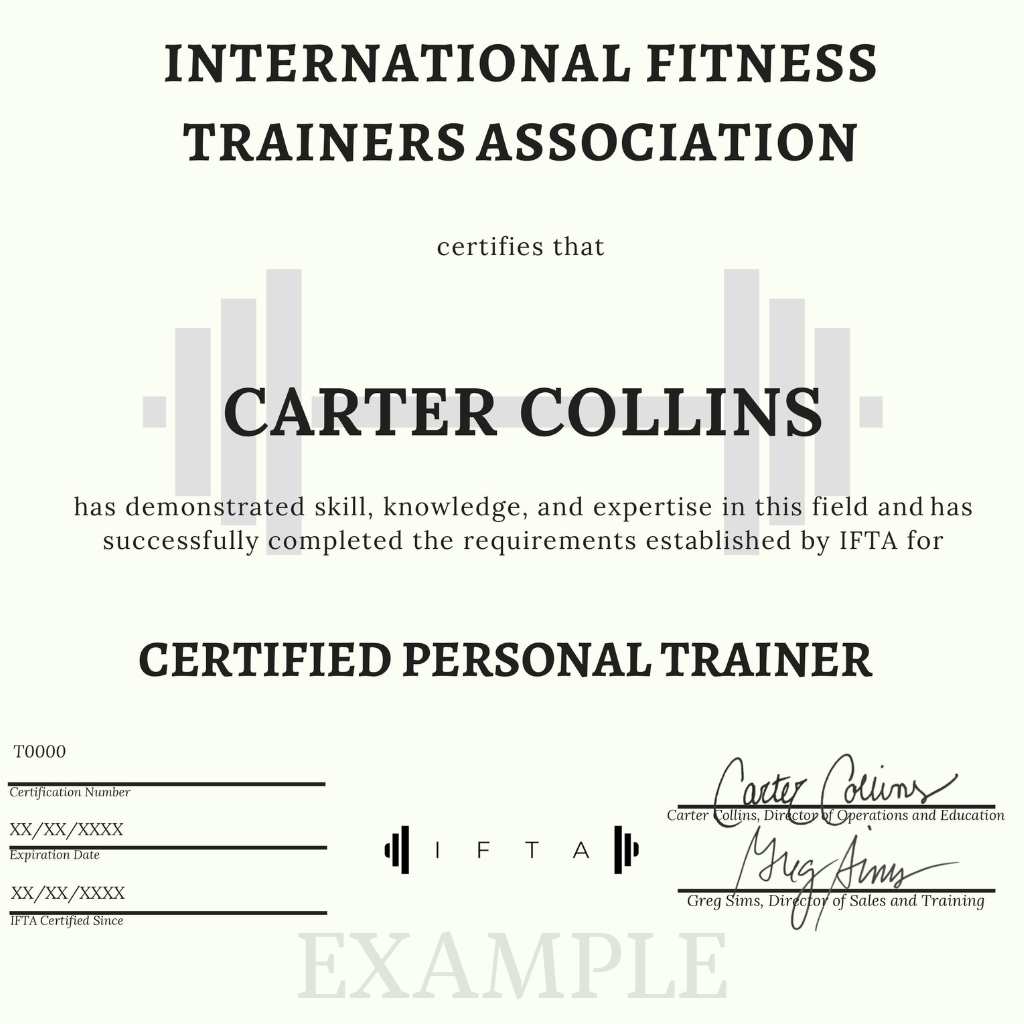 INTERNATIONAL FITNESS
TRAINERS ASSOCIATION
certifies that
CARTER COLLINS
has demonstrated skill, knowledge, and expertise in this field and has
successfully completed the requirements established by IFTA for
CERTIFIED PERSONAL TRAINER
T0000
Certification Number
XX/XX/XXXX
Expiration Date
XX/XX/XXXX
IFTA Certified Since
IFTA
Carter Collins
Carter Collins, Director of Operations and Education
Greg Sims
Greg Sims, Director of Sales and Training
EXAMPLE